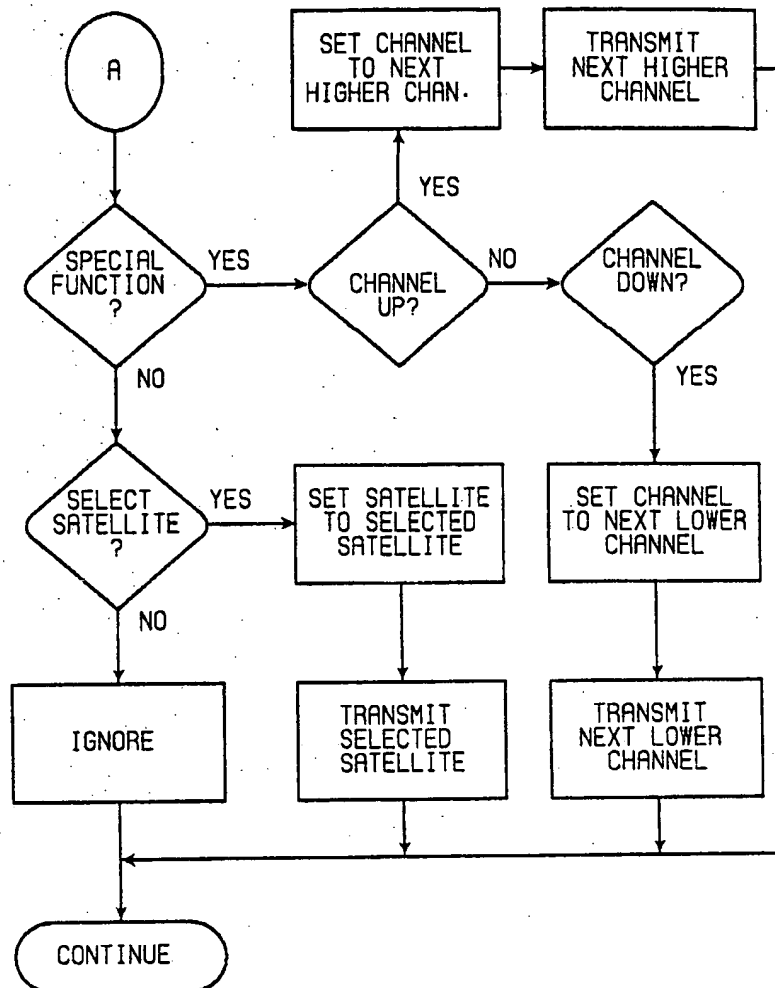 A
SET CHANNEL
TO NEXT
HIGHER CHAN.
TRANSMIT
NEXT HIGHER
CHANNEL
YES
SPECIAL
FUNCTION
?
YES
CHANNEL
UP?
NO
CHANNEL
DOWN?
NO
YES
SELECT
SATELLITE
?
YES
SET SATELLITE
TO SELECTED
SATELLITE
SET CHANNEL
TO NEXT LOWER
CHANNEL
NO
IGNORE
TRANSMIT
SELECTED
SATELLITE
TRANSMIT
NEXT LOWER
CHANNEL
CONTINUE